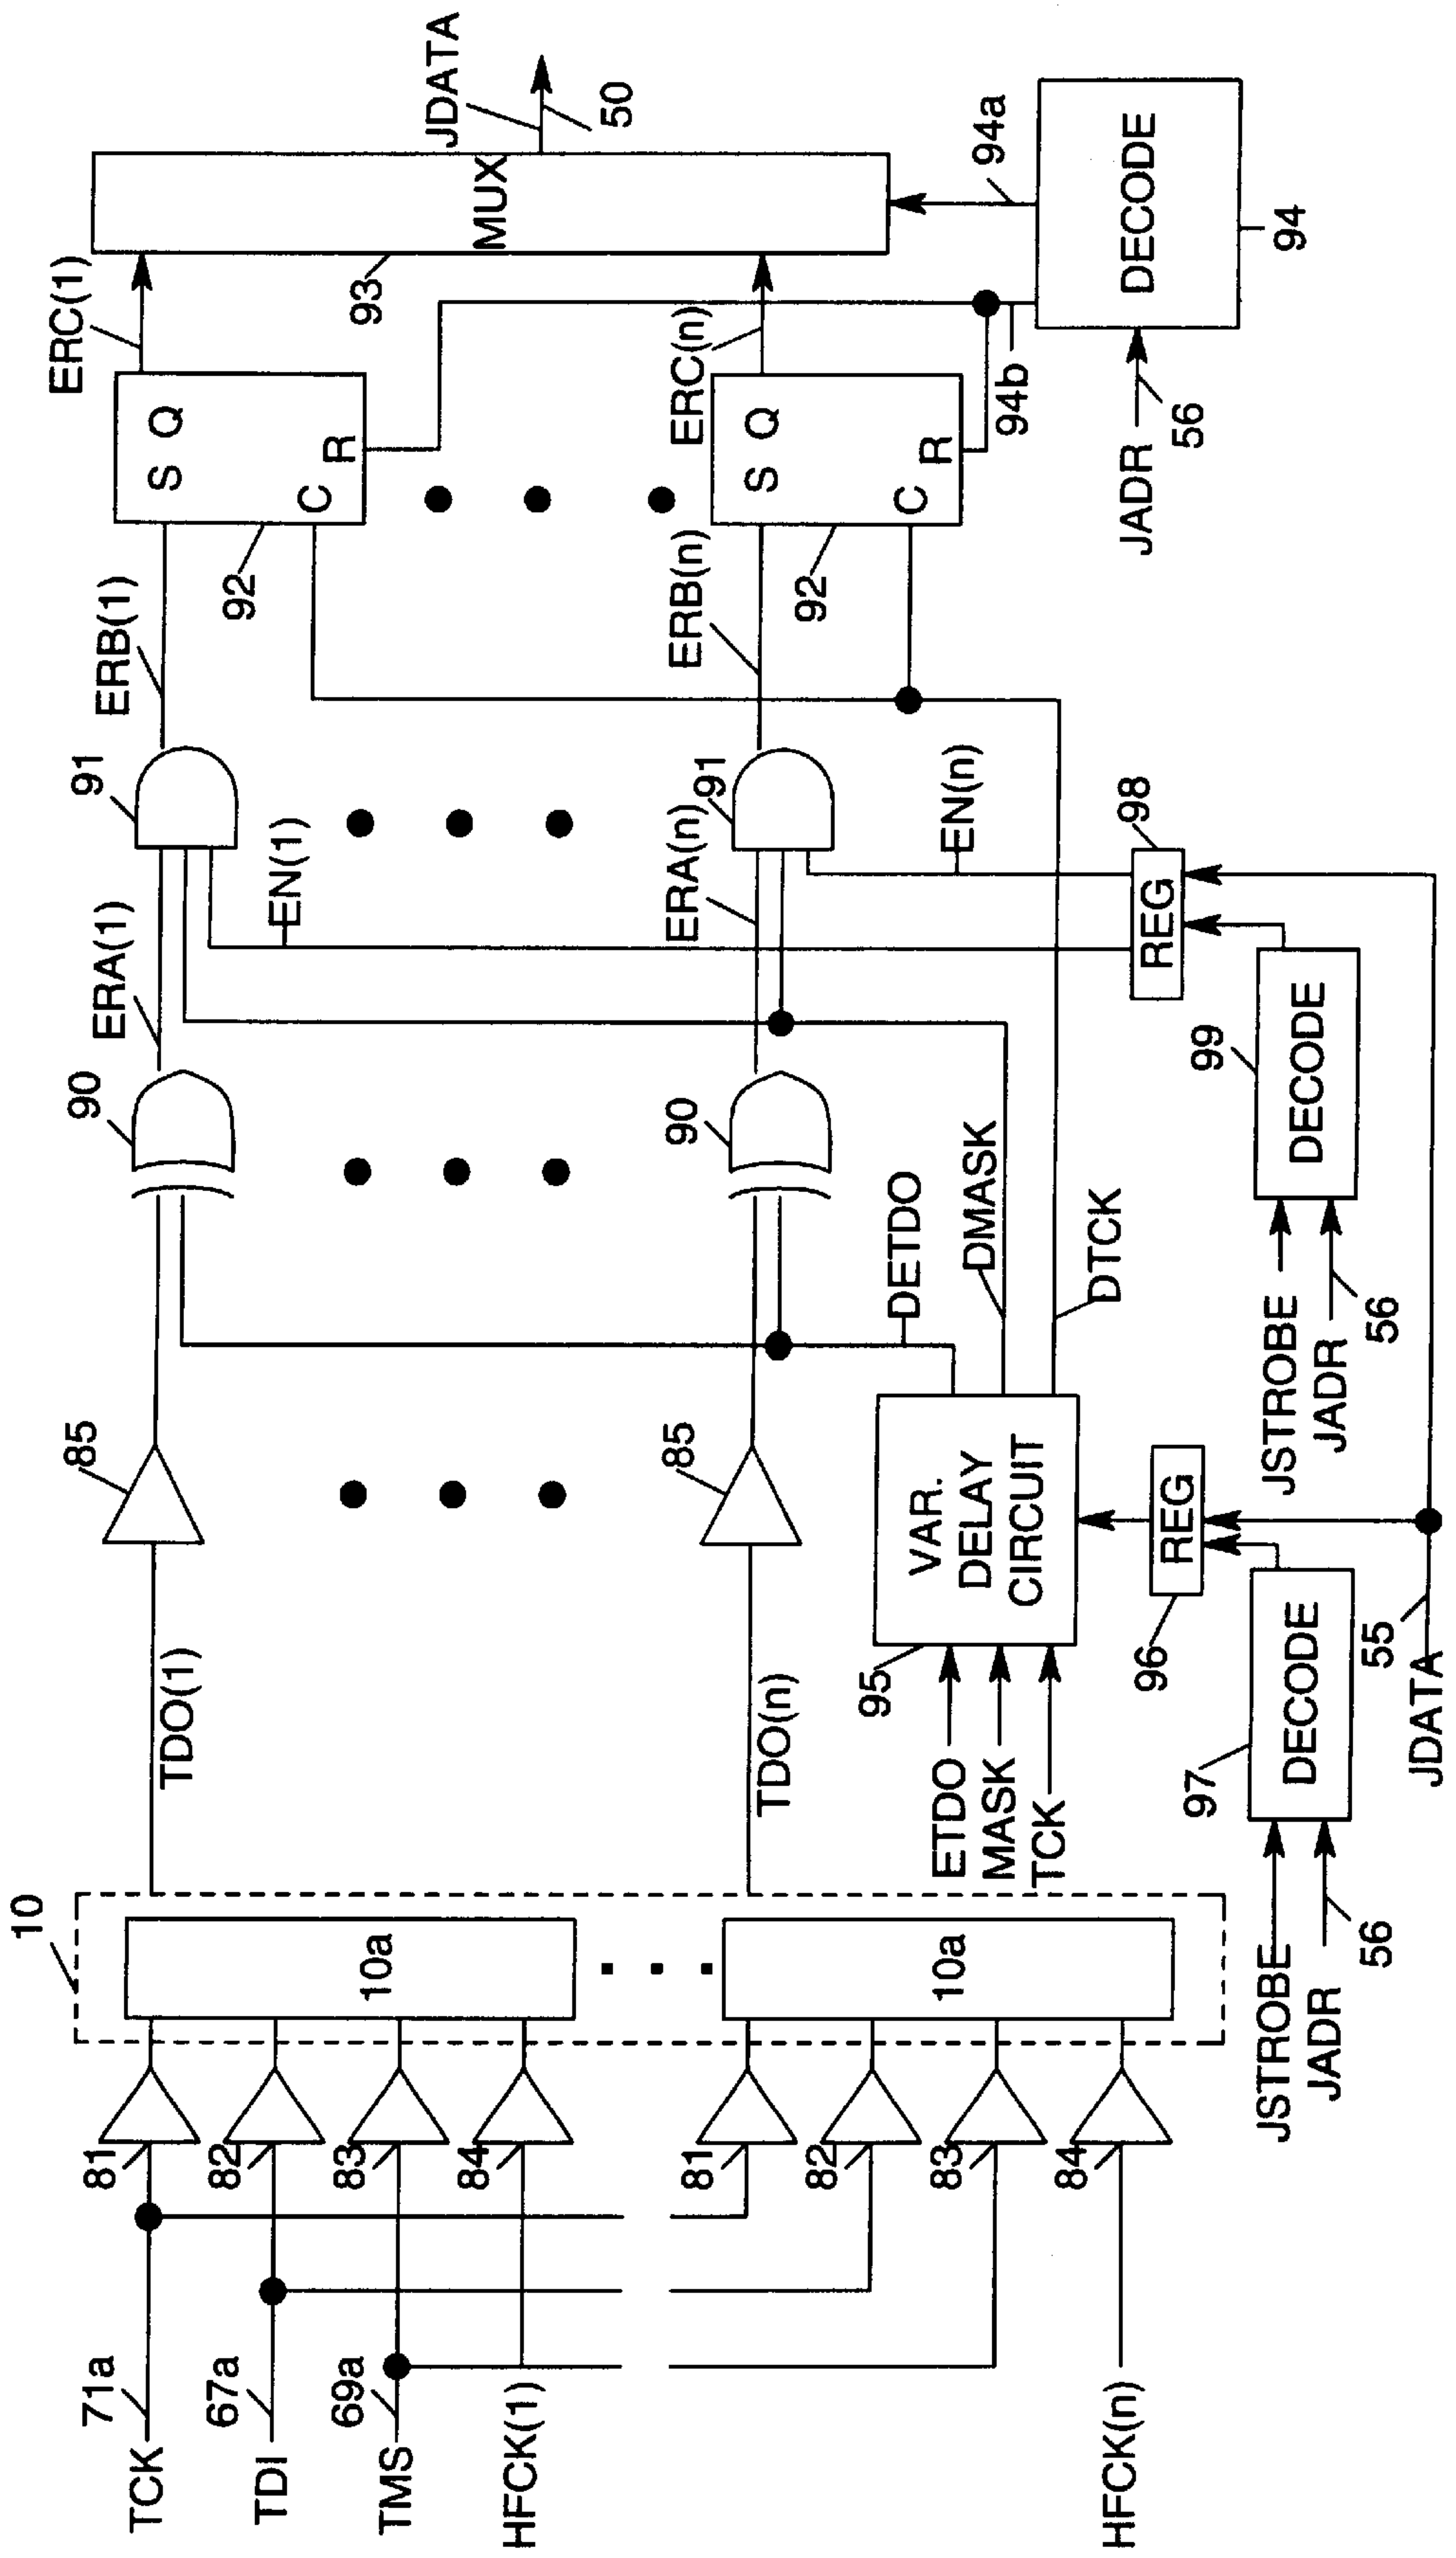 TCK
71a
81
TDI
67a
82
TMS
69a
83
HFCK(1)
84
81
82
83
HFCK(n)
84
10
10a
10a
TDO(1)
85
TDO(n)
85
ETDO
MASK
TCK
95
VAR.
DELAY
CIRCUIT
DETDO
DMASK
DTCK
JSTROBE
JADR
56
97
DECODE
96
REG
JDATA
55
90
ERA(1)
90
ERA(n)
JSTROBE
JADR
56
99
DECODE
98
REG
EN(1)
EN(n)
91
ERB(1)
91
ERB(n)
92
S Q
C
R
ERC(1)
92
S Q
C
R
ERC(n)
94b
JADR
56
DECODE
94
94a
93
MUX
JDATA
50